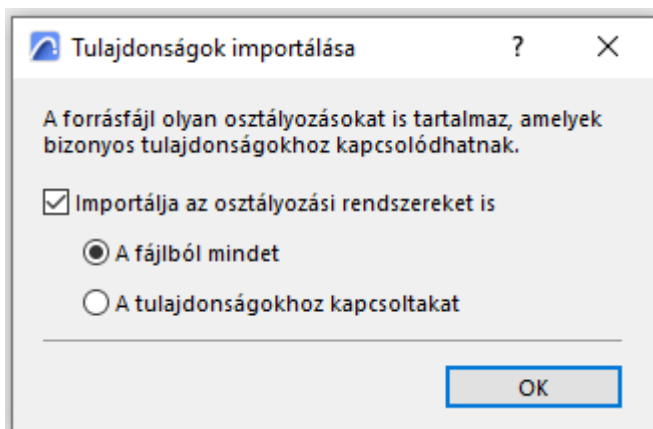 Tulajdonságok importálása
A forrásfájl olyan osztályozásokat is tartalmaz, amelyek
bizonyos tulajdonságokhoz kapcsolódhatnak.
Importálja az osztályozási rendszereket is
A fájlból mindet
A tulajdonságokhoz kapcsoltakat
OK